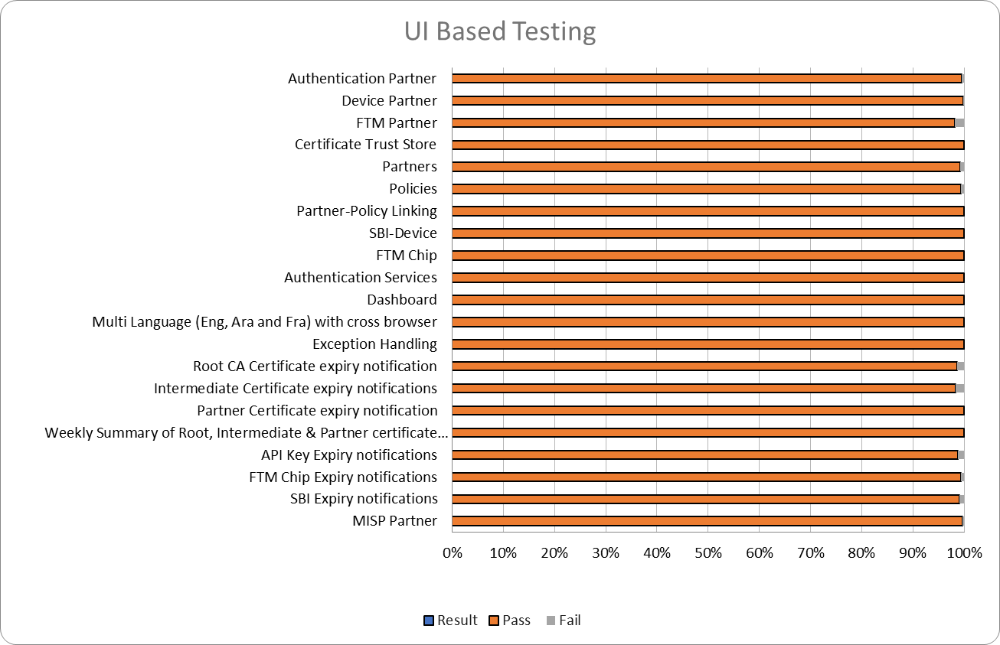 UI Based Testing
Authentication Partner
Device Partner
FTM Partner
Certificate Trust Store
Partners
Policies
Partner-Policy Linking
SBI-Device
FTM Chip
Authentication Services
Dashboard
Multi Language (Eng, Ara and Fra) with cross browser
Exception Handling
Root CA Certificate expiry notification
Intermediate Certificate expiry notifications
Partner Certificate expiry notification
Weekly Summary of Root, Intermediate & Partner certificate...
API Key Expiry notifications
FTM Chip Expiry notifications
SBI Expiry notifications
MISP Partner
0% 10% 20% 30% 40% 50% 60% 70% 80% 90% 100%
Result Pass Fail